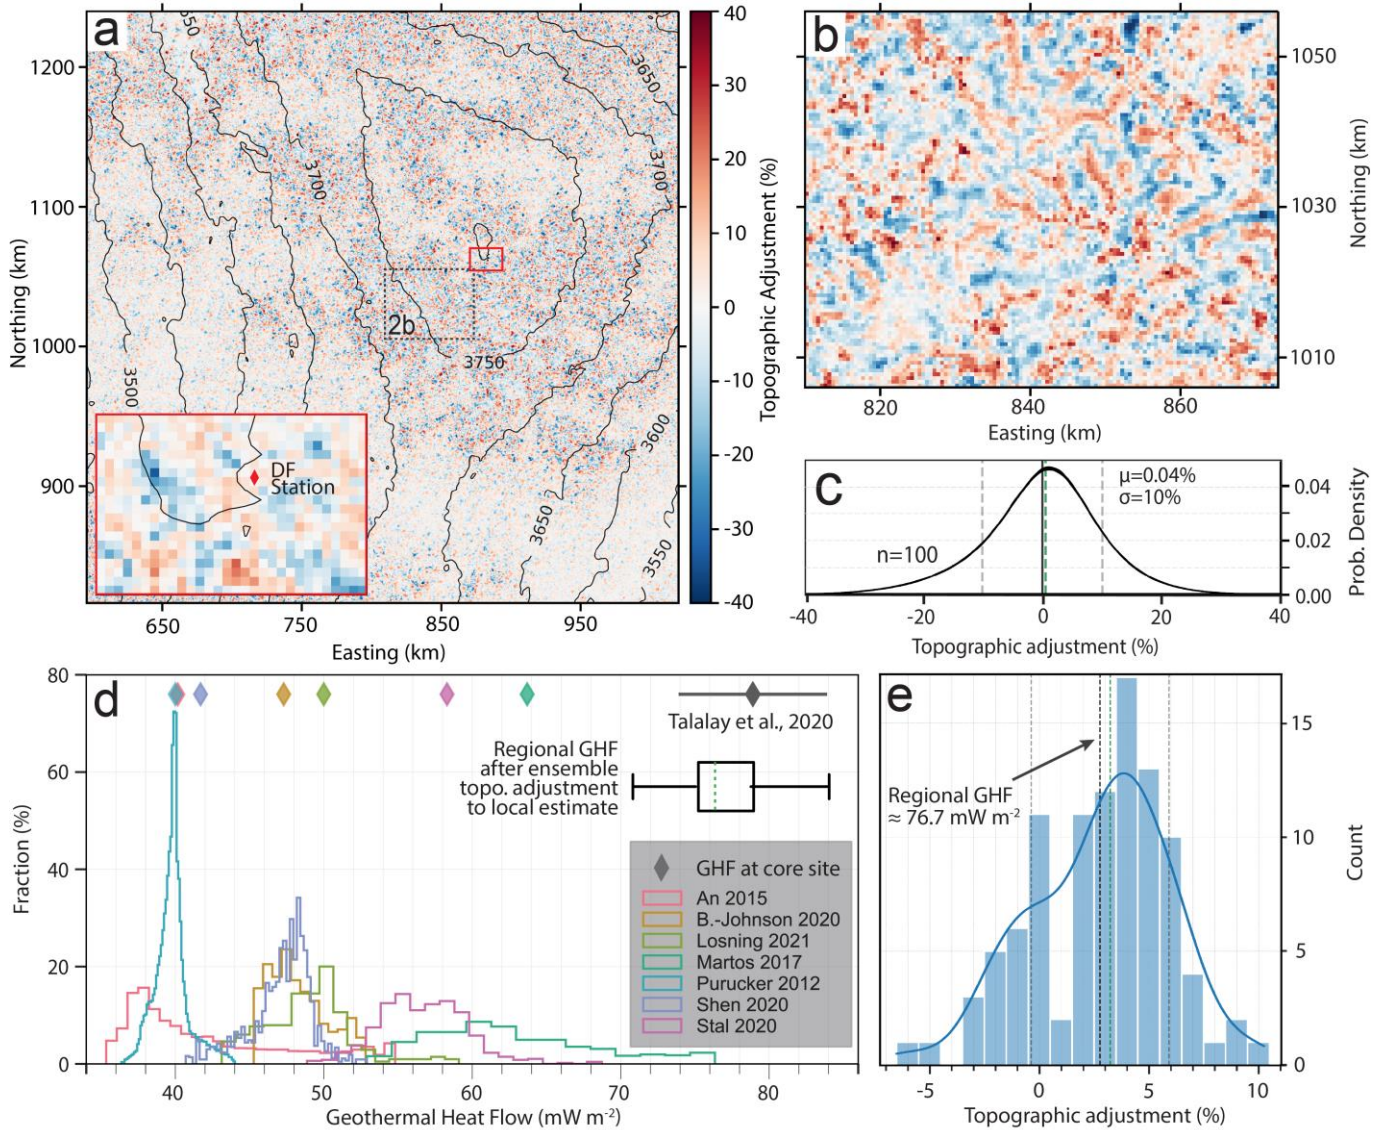 a
1200
1100
1000
900
Northing (km)
650
750
850
950
Easting (km)
3550
3650
3700
3700
3750
3500
3600
3650
3550
2b
DF
Station
40
30
20
10
0
-10
-20
-30
-40
Topographic Adjustment (%)
b
1050
1030
1010
Northing (km)
820
840
860
Easting (km)
c
μ=0.04%
σ=10%
n=100
0.04
0.02
0.00
Prob. Density
-40
-20
0
20
40
Topographic adjustment (%)
d
80
60
40
20
0
Fraction (%)
Talalay et al., 2020
Regional GHF
after ensemble
topo. adjustment
to local estimate
GHF at core site
An 2015
B.-Johnson 2020
Losning 2021
Martos 2017
Purucker 2012
Shen 2020
Stal 2020
40
50
60
70
80
Geothermal Heat Flow (mW m⁻²)
e
Regional GHF
≈ 76.7 mW m⁻²
15
10
5
0
Count
-5
0
5
10
Topographic adjustment (%)